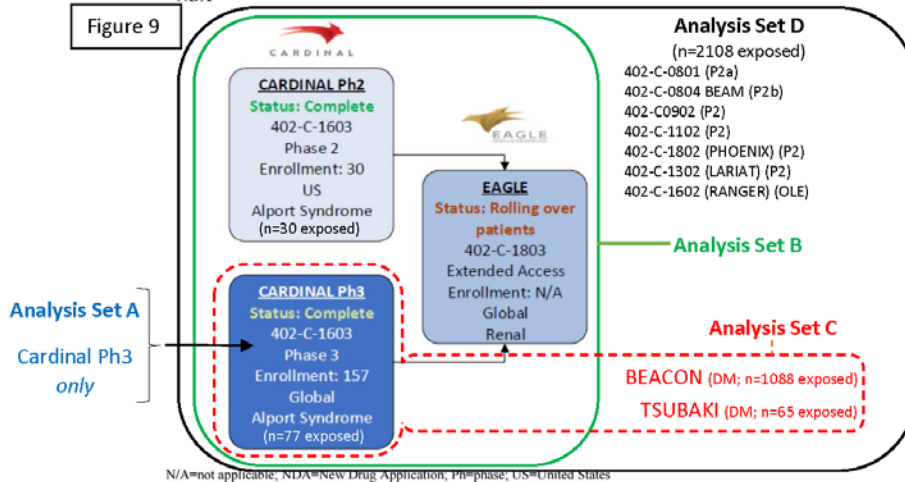 NDA
Figure 9
CARDINAL
CARDINAL Ph2
Status: Complete
402-C-1603
Phase 2
Enrollment: 30
US
Alport Syndrome
(n=30 exposed)
EAGLE
EAGLE
Status: Rolling over
patients
402-C-1803
Extended Access
Enrollment: N/A
Global
Renal
CARDINAL Ph3
Status: Complete
402-C-1603
Phase 3
Enrollment: 157
Global
Alport Syndrome
(n=77 exposed)
Analysis Set A
Cardinal Ph3
only
Analysis Set D
(n=2108 exposed)
402-C-0801 (P2a)
402-C-0804 BEAM (P2b)
402-C0902 (P2)
402-C-1102 (P2)
402-C-1802 (PHOENIX) (P2)
402-C-1302 (LARIAT) (P2)
402-C-1602 (RANGER) (OLE)
Analysis Set B
Analysis Set C
BEACON (DM; n=1088 exposed)
TSUBAKI (DM; n=65 exposed)
N/A=not applicable; NDA=New Drug Application; Ph=phase; US=United States